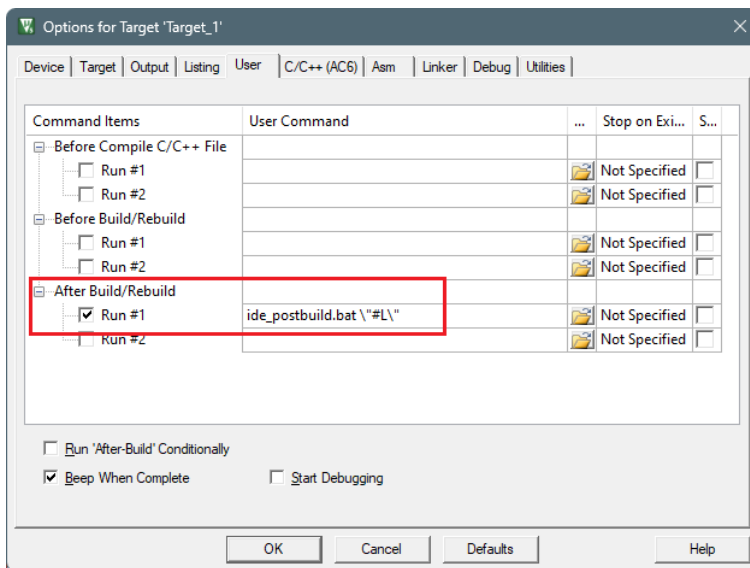 Options for Target 'Target_1'
Device Target Output Listing User C/C++ (AC6) Asm Linker Debug Utilities
Command Items User Command ... Stop on Exi... S...
Before Compile C/C++ File
Run #1 Not Specified
Run #2 Not Specified
Before Build/Rebuild
Run #1 Not Specified
Run #2 Not Specified
After Build/Rebuild
Run #1 ide_postbuild.bat \"#L\" Not Specified
Run #2 Not Specified
Run 'After-Build' Conditionally
Beep When Complete Start Debugging
OK Cancel Defaults Help